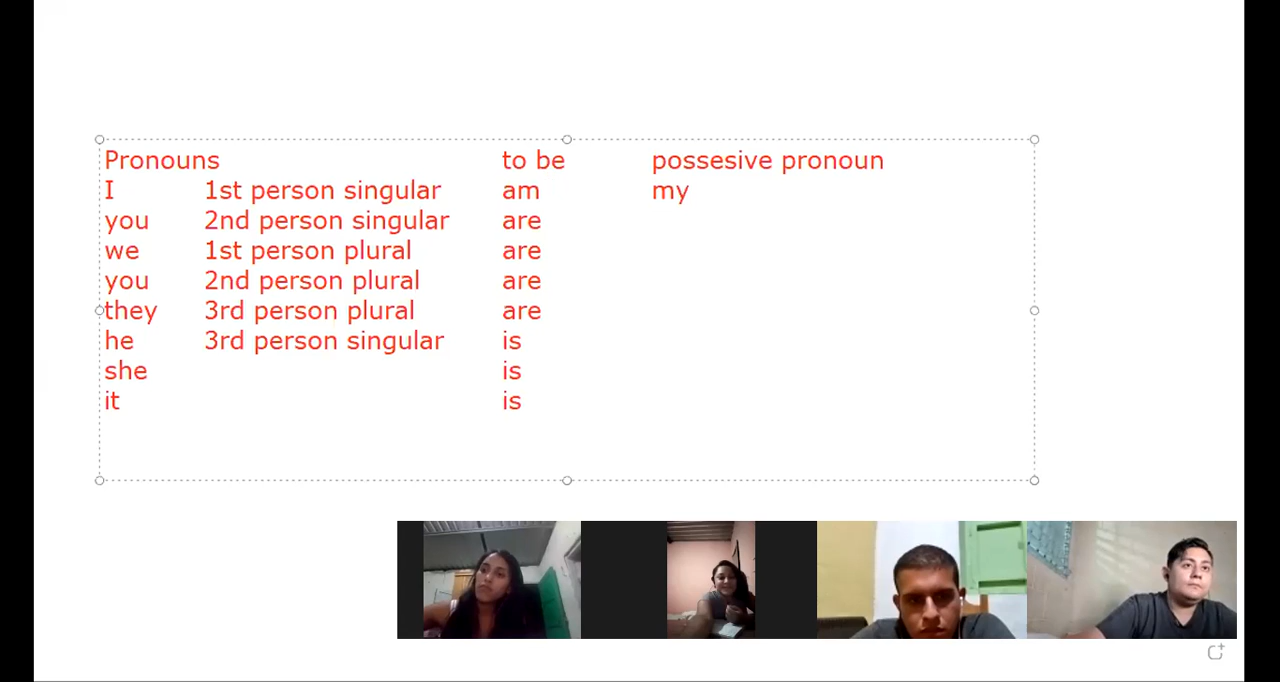 Pronouns to be possesive pronoun
I 1st person singular am my
you 2nd person singular are
we 1st person plural are
you 2nd person plural are
they 3rd person plural are
he 3rd person singular is
she is
it is